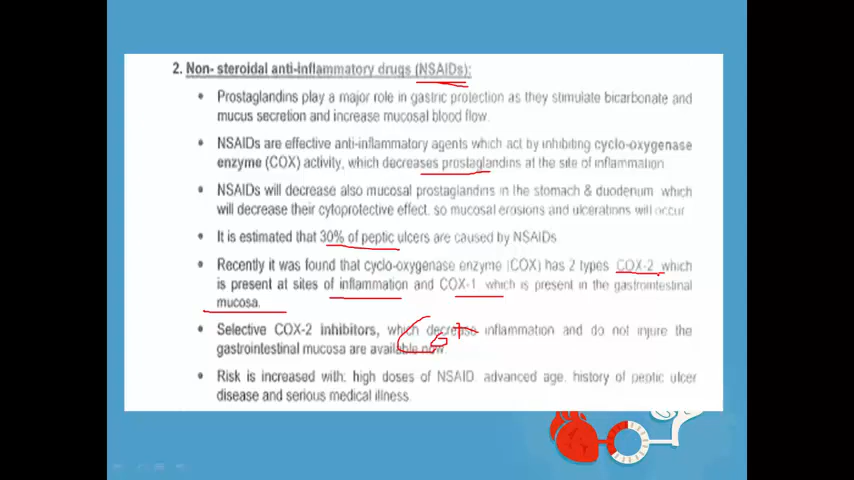 2. Non- steroidal anti-inflammatory drugs (NSAIDs):
• Prostaglandins play a major role in gastric protection as they stimulate bicarbonate and
mucus secretion and increase mucosal blood flow.
• NSAIDs are effective anti-inflammatory agents which act by inhibiting cyclo-oxygenase
enzyme (COX) activity, which decreases prostaglandins at the site of inflammation
• NSAIDs will decrease also mucosal prostaglandins in the stomach & duodenum which
will decrease their cytoprotective effect, so mucosal erosions and ulcerations will occur
• It is estimated that 30% of peptic ulcers are caused by NSAIDs
• Recently it was found that cyclo-oxygenase enzyme (COX) has 2 types COX-2 which
is present at sites of inflammation and COX-1 which is present in the gastrointestinal
mucosa.
• Selective COX-2 inhibitors, which decrease inflammation and do not injure the
gastrointestinal mucosa are available now.
• Risk is increased with: high doses of NSAID advanced age, history of peptic ulcer
disease and serious medical illness